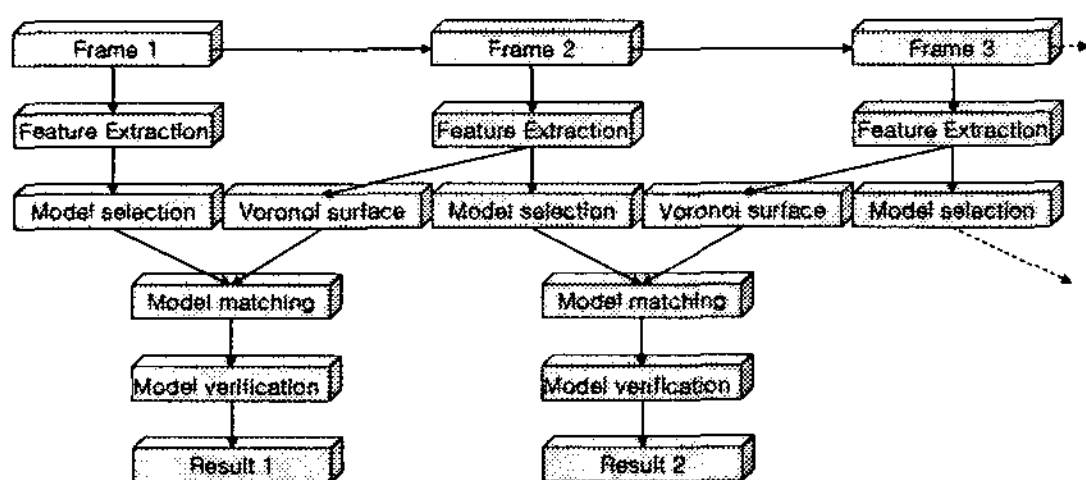 Frame 1
Frame 2
Frame 3
Feature Extraction
Feature Extraction
Feature Extraction
Model selection
Voronoi surface
Model selection
Voronoi surface
Model selection
Model matching
Model matching
Model verification
Model verification
Result 1
Result 2